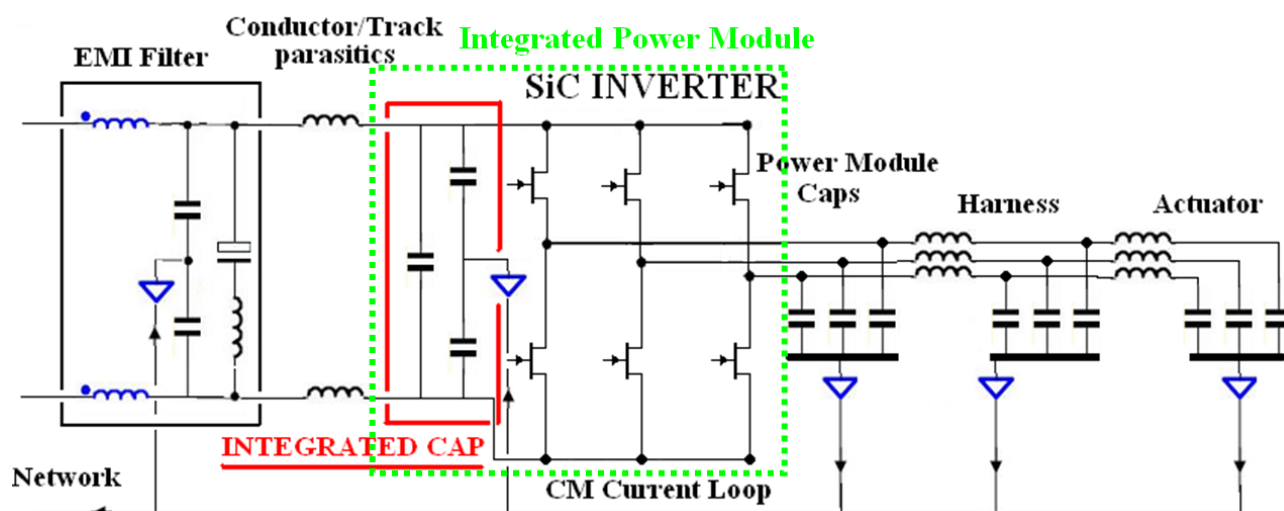 Conductor/Track
parasitics
Integrated Power Module
EMI Filter
SiC INVERTER
Power Module
Caps
Harness
Actuator
INTEGRATED CAP
Network
CM Current Loop